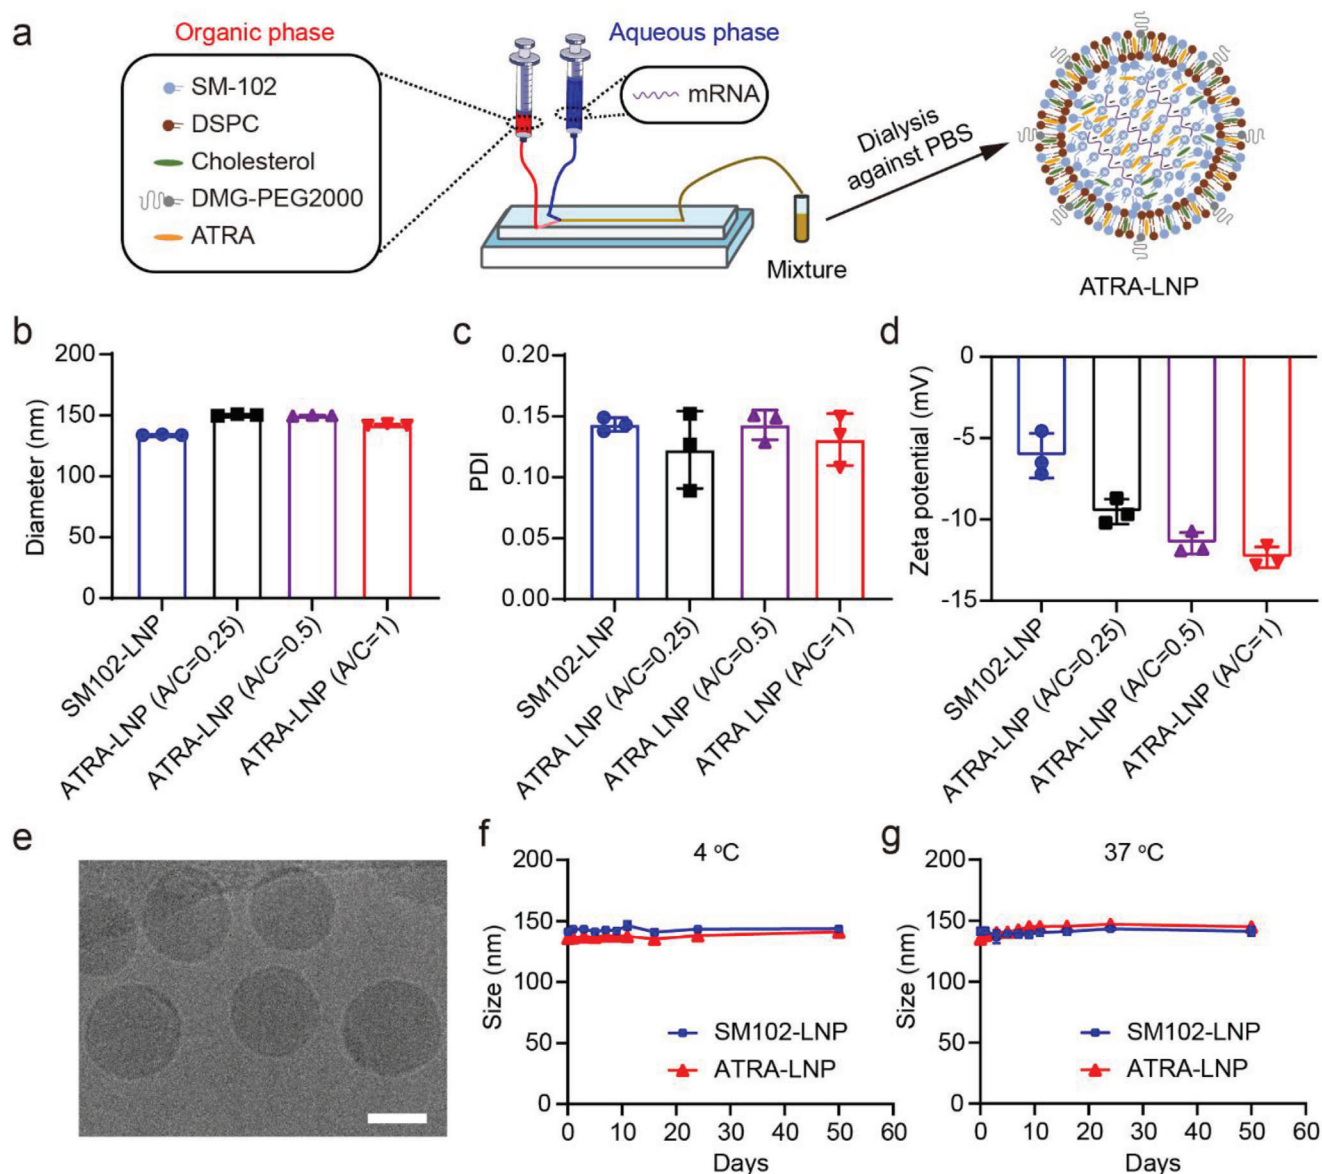 a
Organic phase
SM-102
DSPC
Cholesterol
DMG-PEG2000
ATRA
Aqueous phase
mRNA
Mixture
Dialysis
against PBS
ATRA-LNP
b
Diameter (nm)
200
150
100
50
0
SM102-LNP
ATRA-LNP (A/C=0.25)
ATRA-LNP (A/C=0.5)
ATRA-LNP (A/C=1)
c
PDI
0.20
0.15
0.10
0.05
0.00
SM102-LNP
ATRA LNP (A/C=0.25)
ATRA LNP (A/C=0.5)
ATRA LNP (A/C=1)
d
Zeta potential (mV)
0
-5
-10
-15
SM102-LNP
ATRA-LNP (A/C=0.25)
ATRA-LNP (A/C=0.5)
ATRA-LNP (A/C=1)
e
f
4 °C
Size (nm)
200
150
100
50
0
SM102-LNP
ATRA-LNP
0 10 20 30 40 50 60
Days
g
37 °C
Size (nm)
200
150
100
50
0
SM102-LNP
ATRA-LNP
0 10 20 30 40 50 60
Days